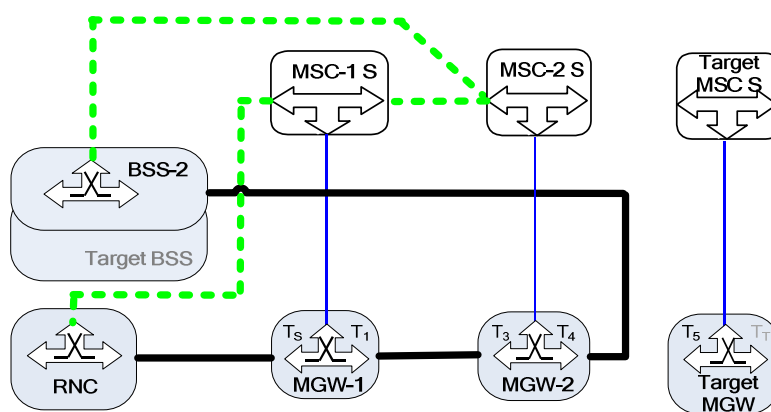 MSC-1 S
MSC-2 S
Target
MSC S
BSS-2
Target BSS
RNC
TS
T1
MGW-1
T3
T4
MGW-2
T5
TT
Target
MGW